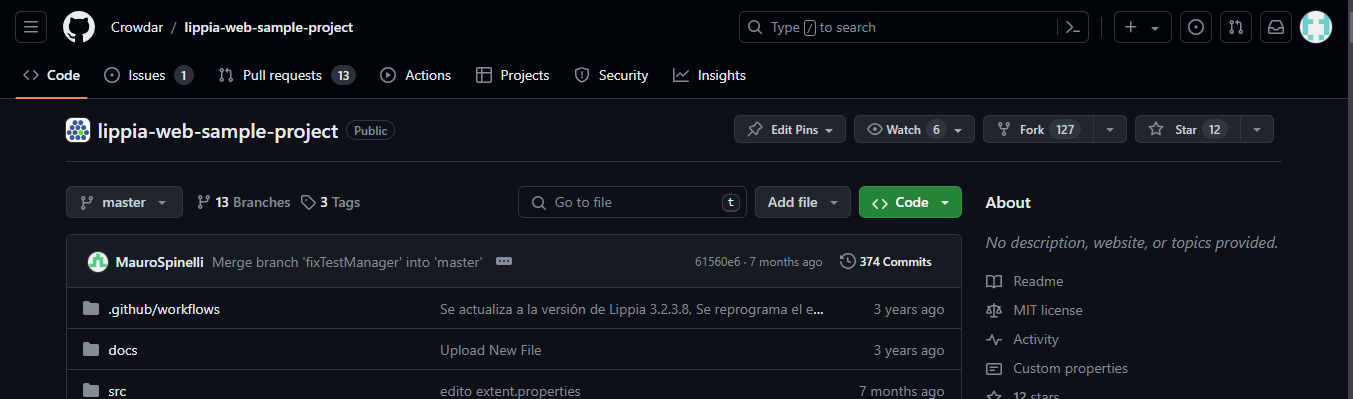 Crowdar / lippia-web-sample-project Type / to search
Code Issues 1 Pull requests 13 Actions Projects Security Insights
lippia-web-sample-project Public Edit Pins Watch 6 Fork 127 Star 12
master 13 Branches 3 Tags Go to file t Add file Code
About
No description, website, or topics provided.
MauroSpinelli Merge branch 'fixTestManager' into 'master' 61560e6 · 7 months ago 374 Commits
.github/workflows Se actualiza a la versión de Lippia 3.2.3.8, Se reprograma el e... 3 years ago
docs Upload New File 3 years ago
src edito extent.properties 7 months ago
Readme
MIT license
Activity
Custom properties
12 stars